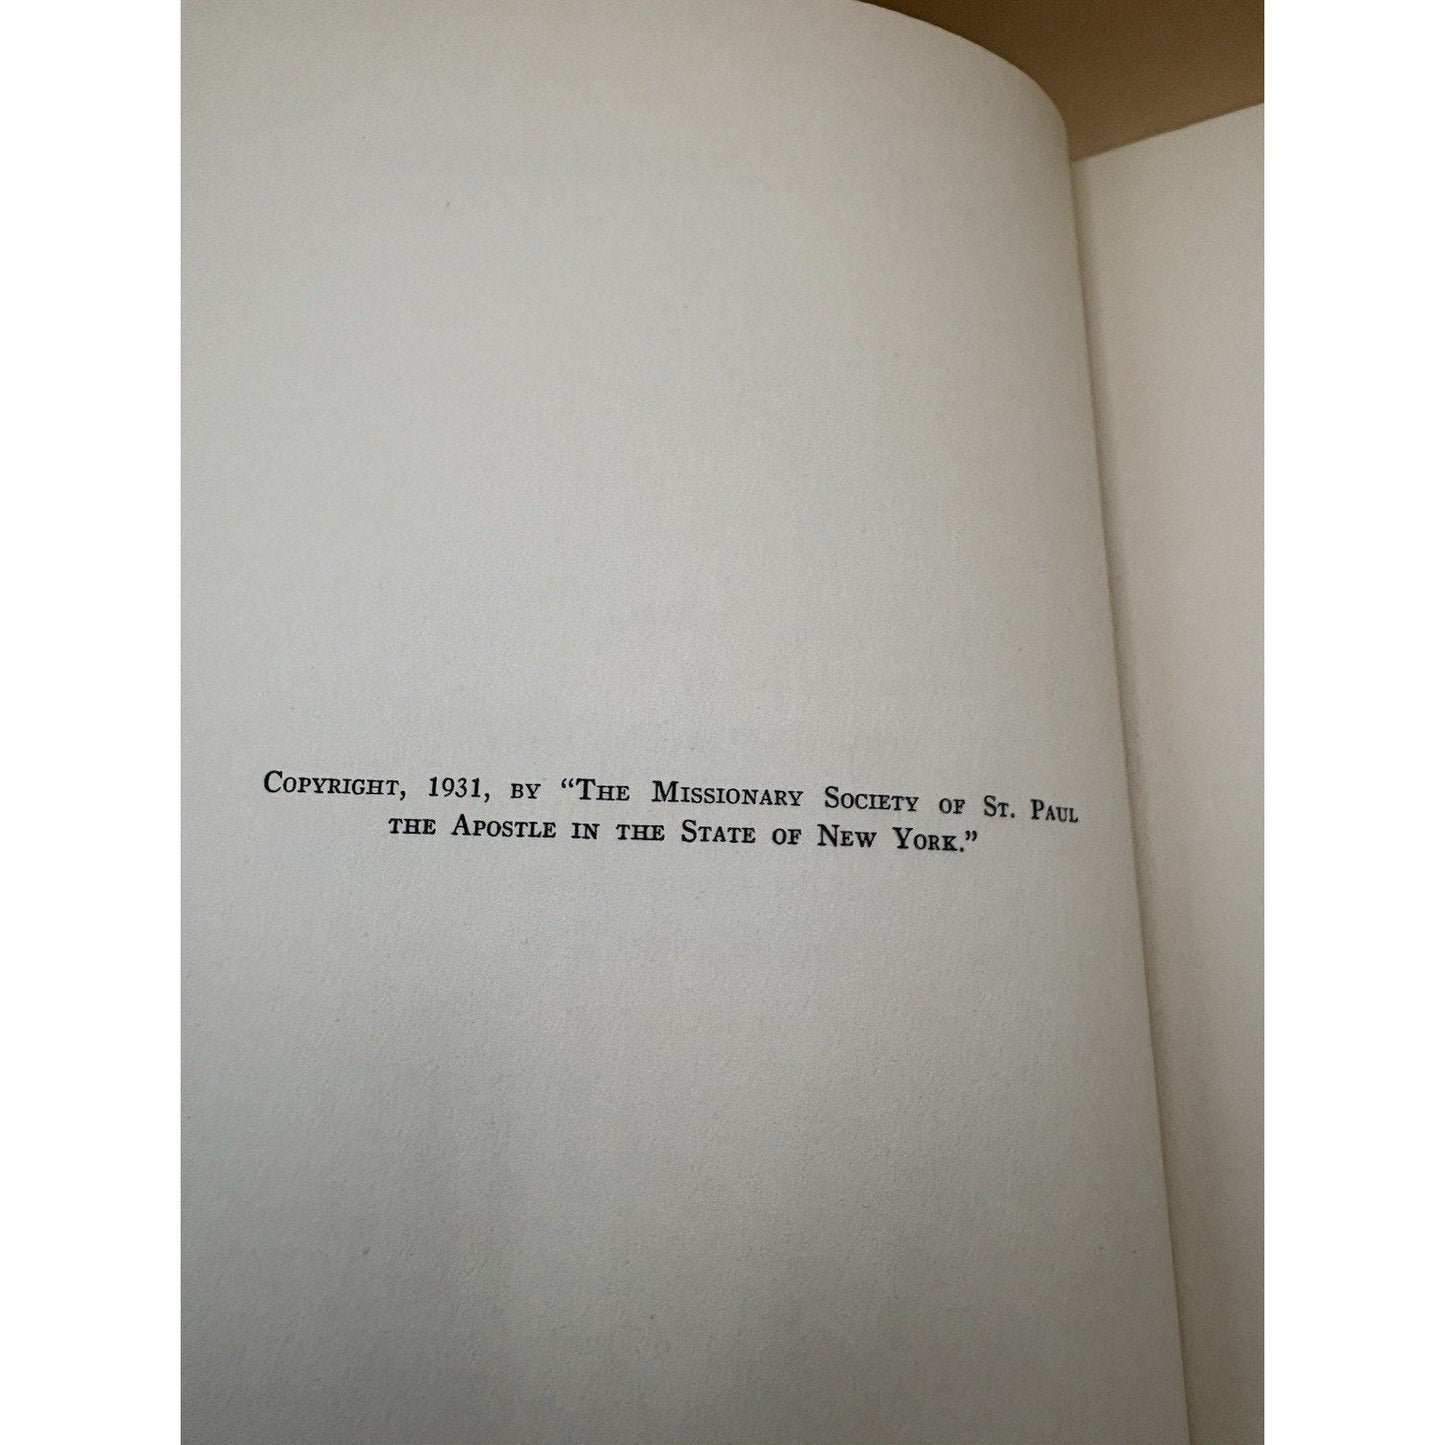 Copyright, 1931, by “The Missionary Society of St. Paul
the Apostle in the State of New York.”